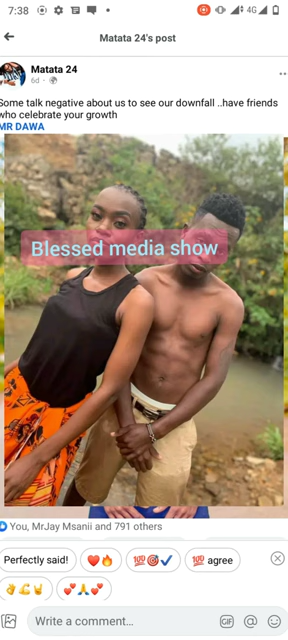 7:38
4G
Matata 24's post
Matata 24
6d
Some talk negative about us to see our downfall ..have friends
who celebrate your growth
MR DAWA
Blessed media show
You, MrJay Msanii and 791 others
Perfectly said!
❤️🔥
💯🎯✔️
💯 agree
👌💪🤘
💕🙏💕
Write a comment...
GIF
@